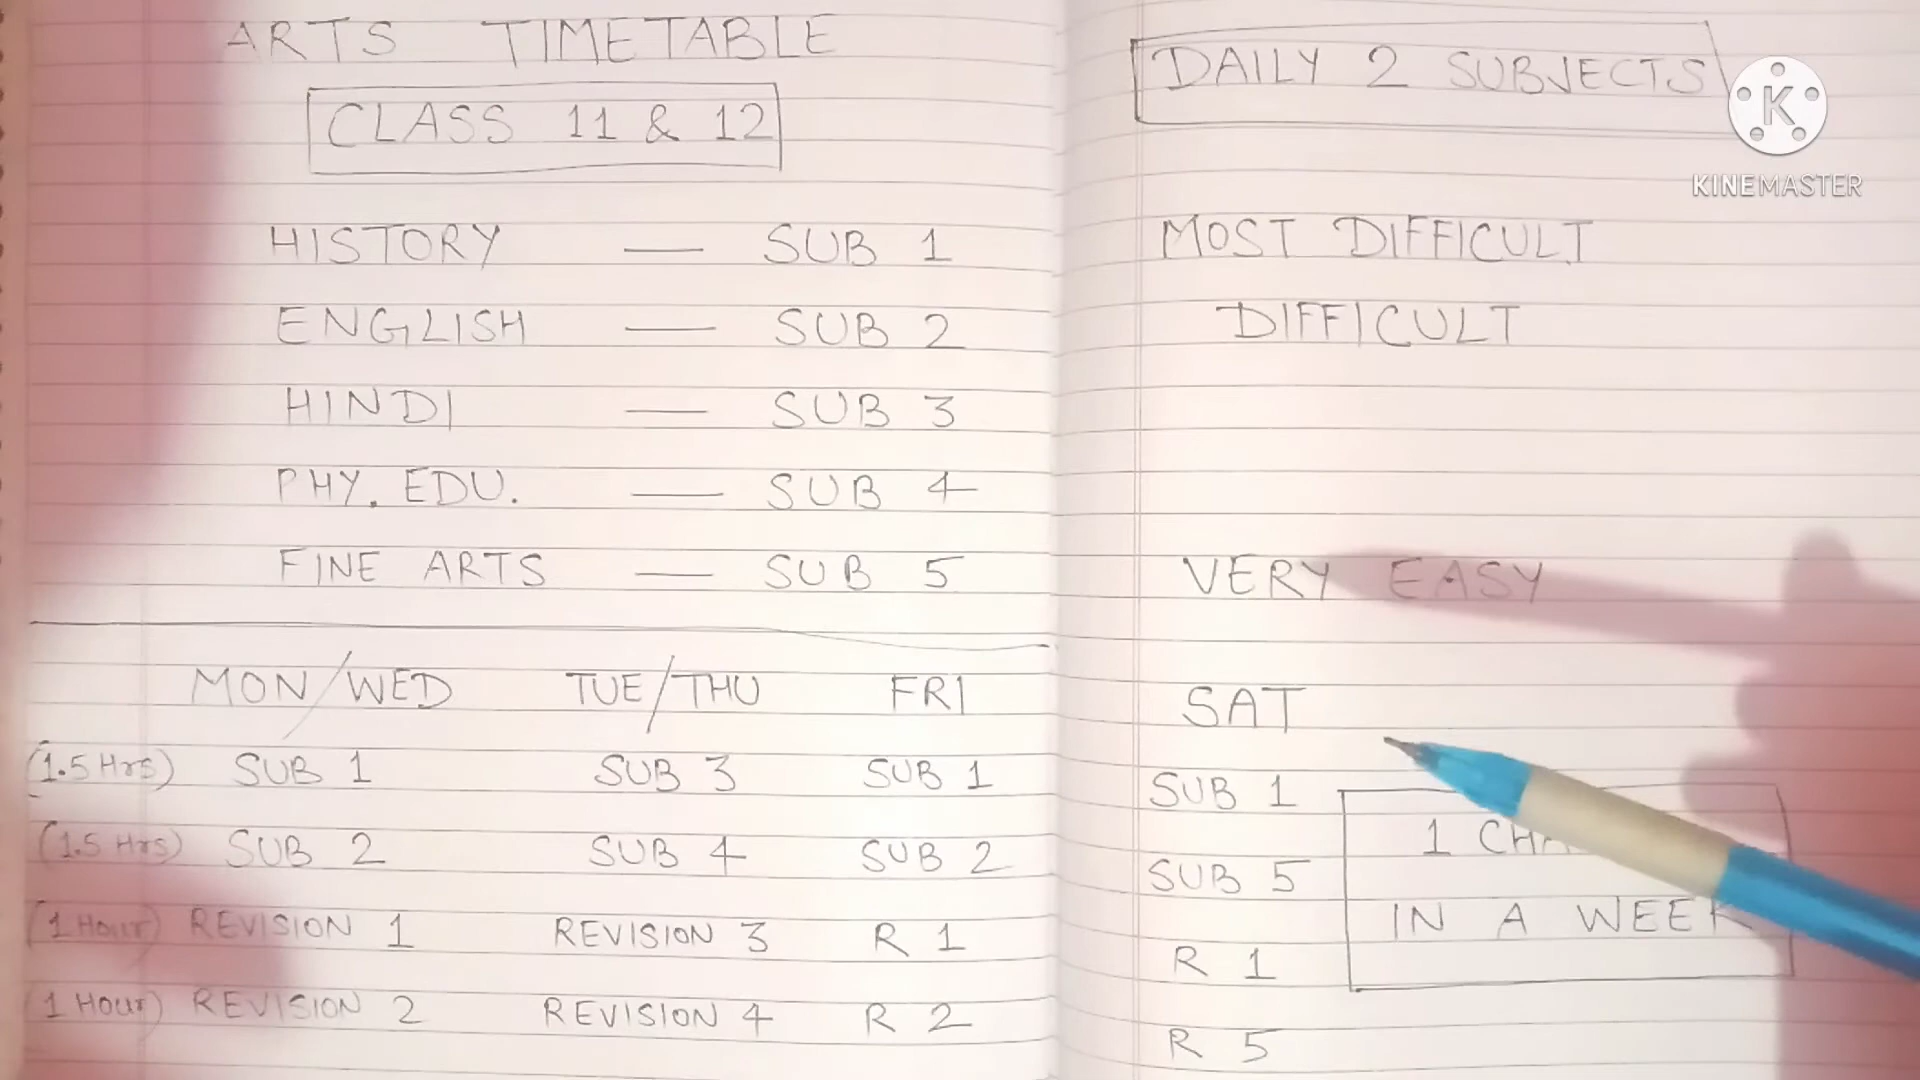 ARTS TIMETABLE
CLASS 11 & 12
HISTORY — SUB 1
ENGLISH — SUB 2
HINDI — SUB 3
PHY. EDU. — SUB 4
FINE ARTS — SUB 5
MON/WED TUE/THU FRI
(1.5 Hrs) SUB 1 SUB 3 SUB 1
(1.5 Hrs) SUB 2 SUB 4 SUB 2
(1 Hour) REVISION 1 REVISION 3 R 1
(1 Hour) REVISION 2 REVISION 4 R 2
DAILY 2 SUBJECTS
K
KINEMASTER
MOST DIFFICULT
DIFFICULT
VERY EASY
SAT
SUB 1
SUB 5
R 1
R 5
1
IN A WEEK